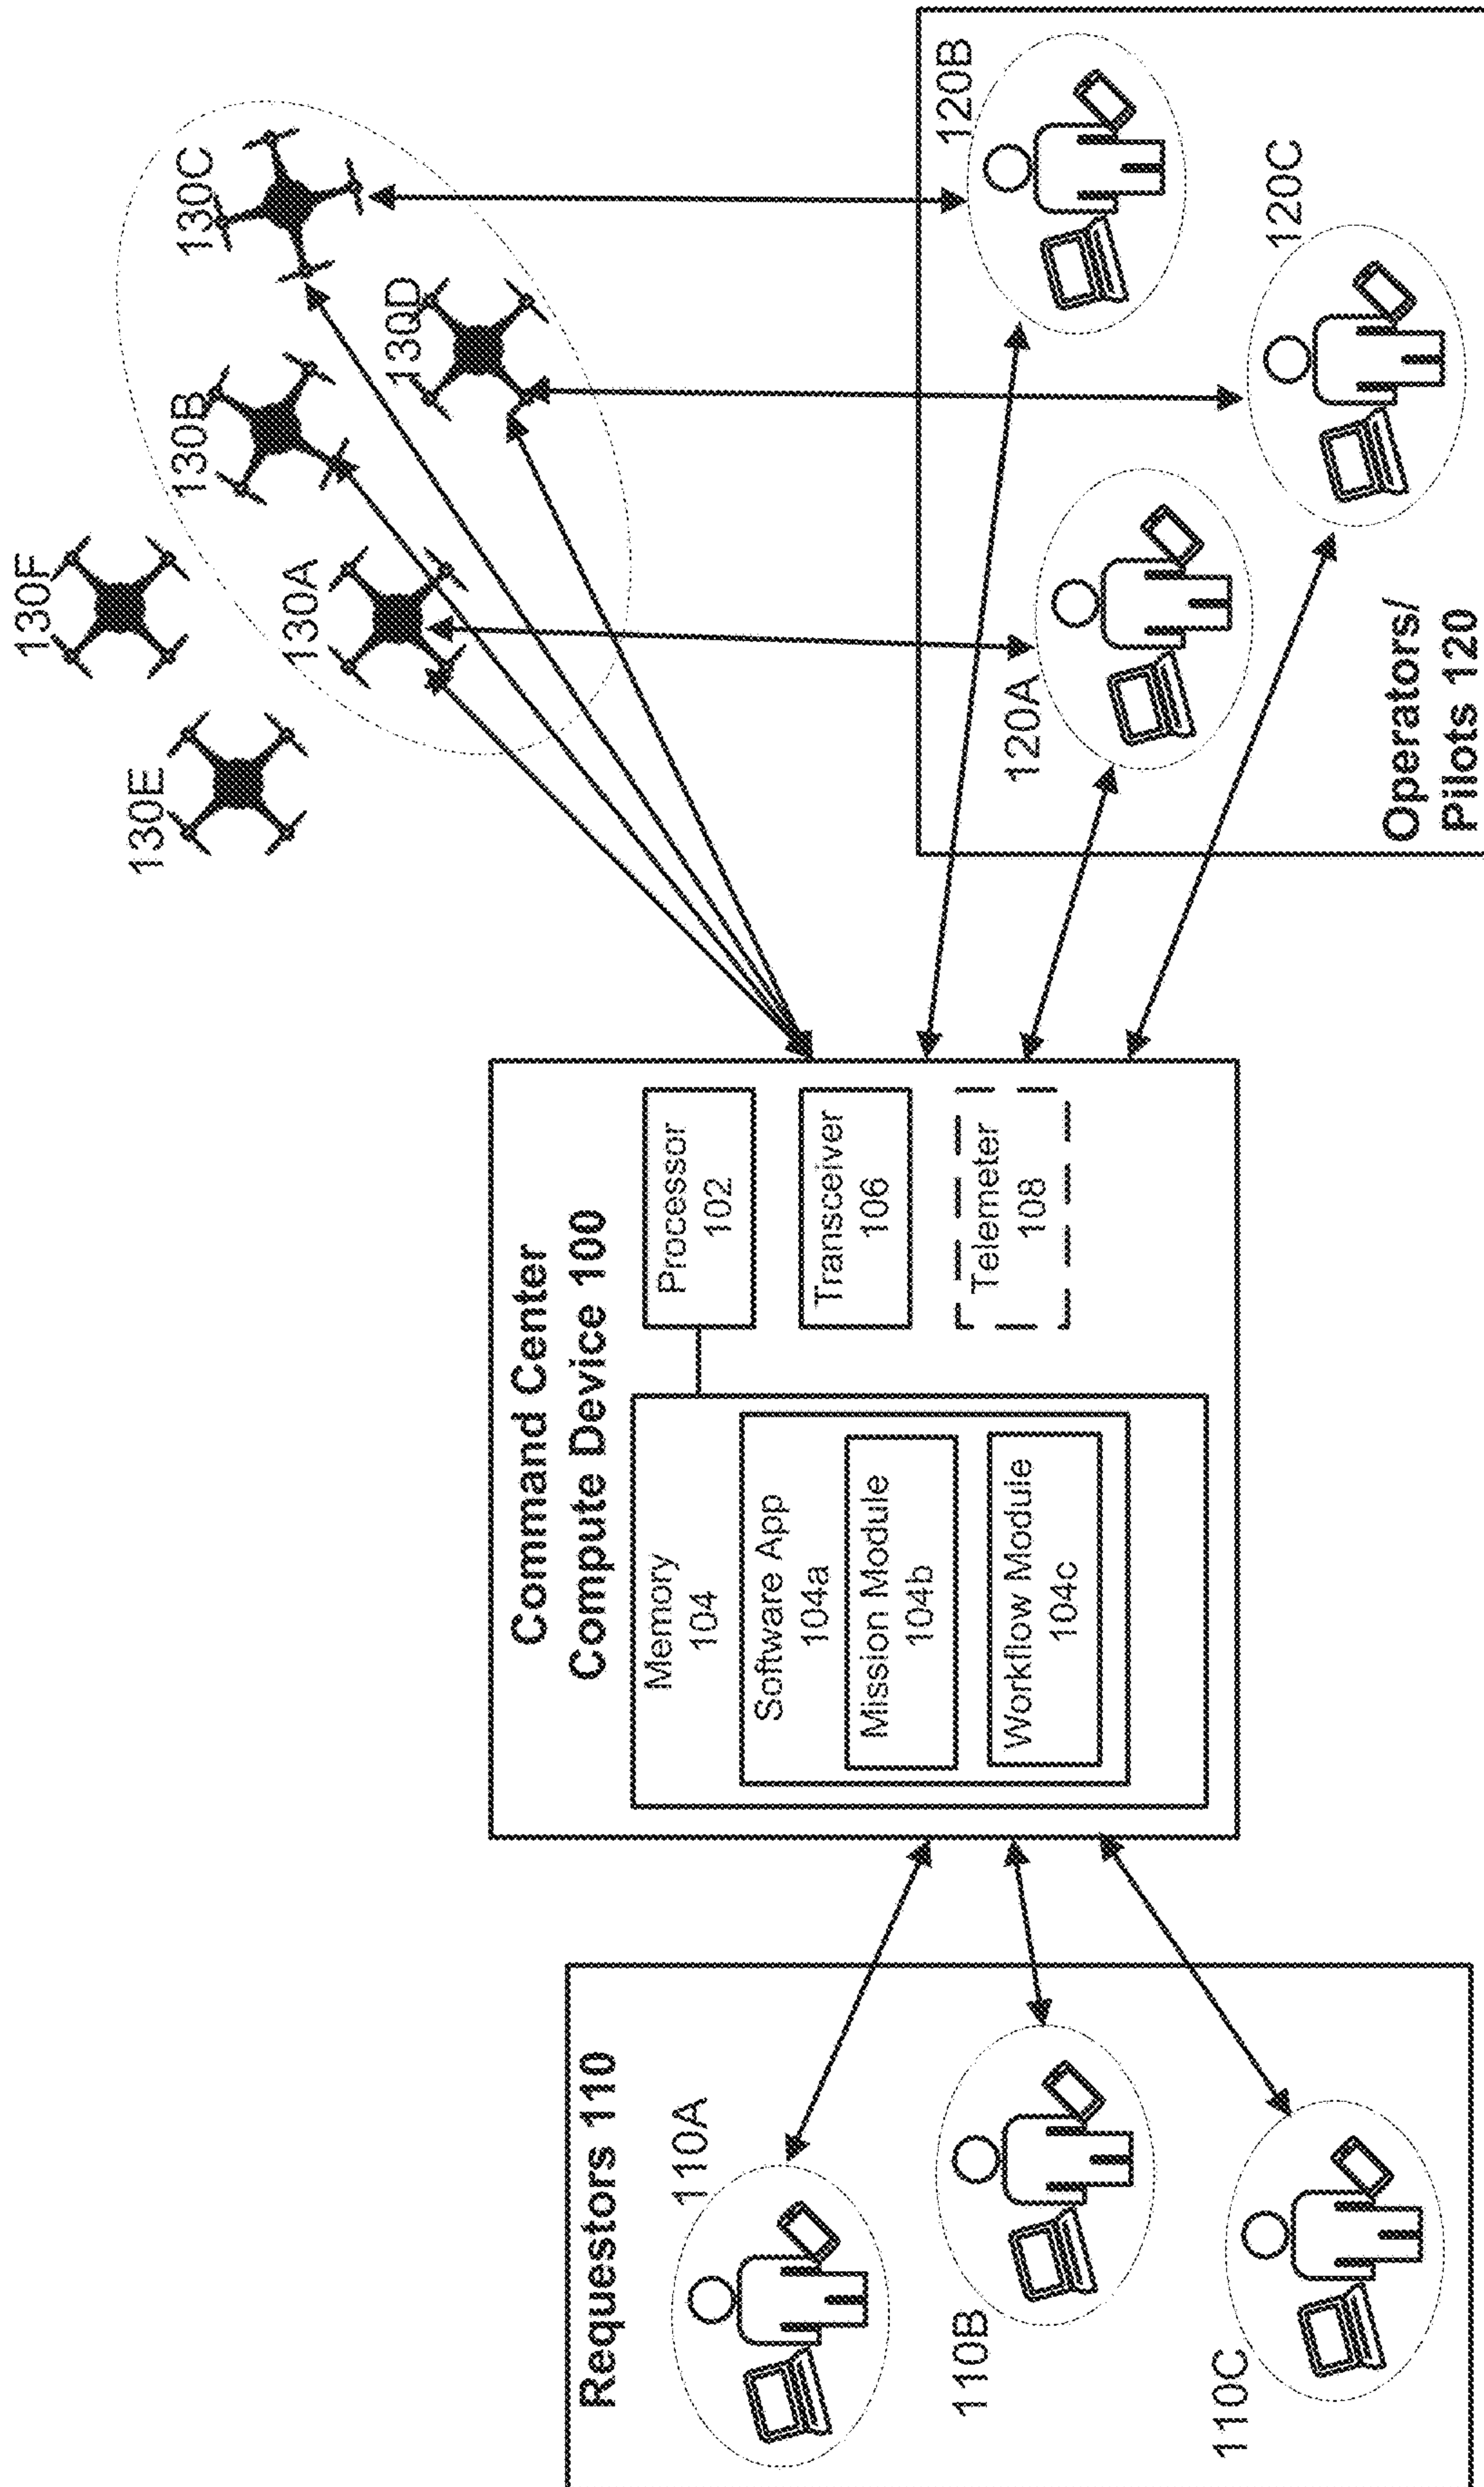 Requestors 110
110A
110B
110C
Command Center
Compute Device 100
Memory
104
Software App
104a
Mission Module
104b
Workflow Module
104c
Processor
102
Transceiver
106
Telemeter
108
130E
130F
130A
130B
130C
130D
120A
120B
120C
Operators/
Pilots 120